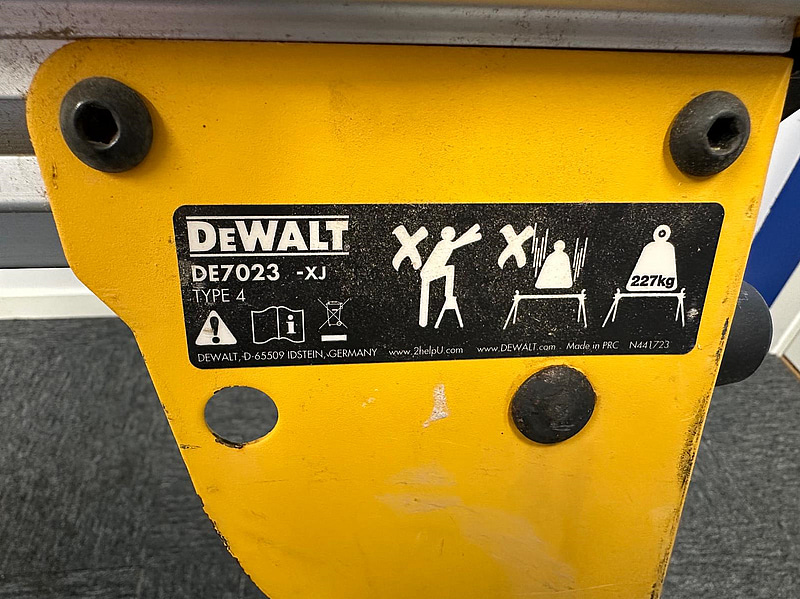 DEWALT
DE7023 -XJ
TYPE 4
227kg
DEWALT,-D-65509 IDSTEIN,-GERMANY www.2helpU.com www.DEWALT.com Made in PRC N441723